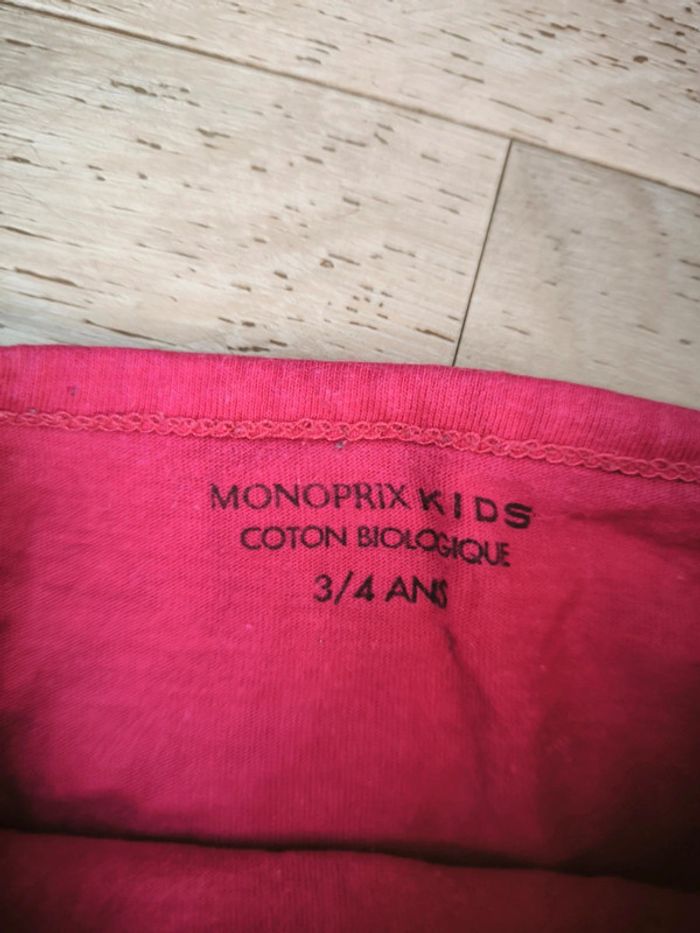 MONOPRIX KIDS
COTON BIOLOGIQUE
3/4 ANS